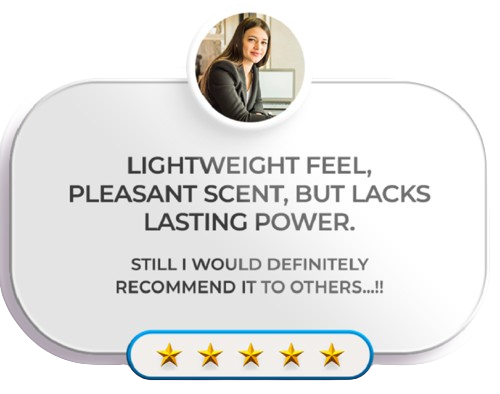 LIGHTWEIGHT FEEL,
PLEASANT SCENT, BUT LACKS
LASTING POWER.
STILL I WOULD DEFINITELY
RECOMMEND IT TO OTHERS...!!